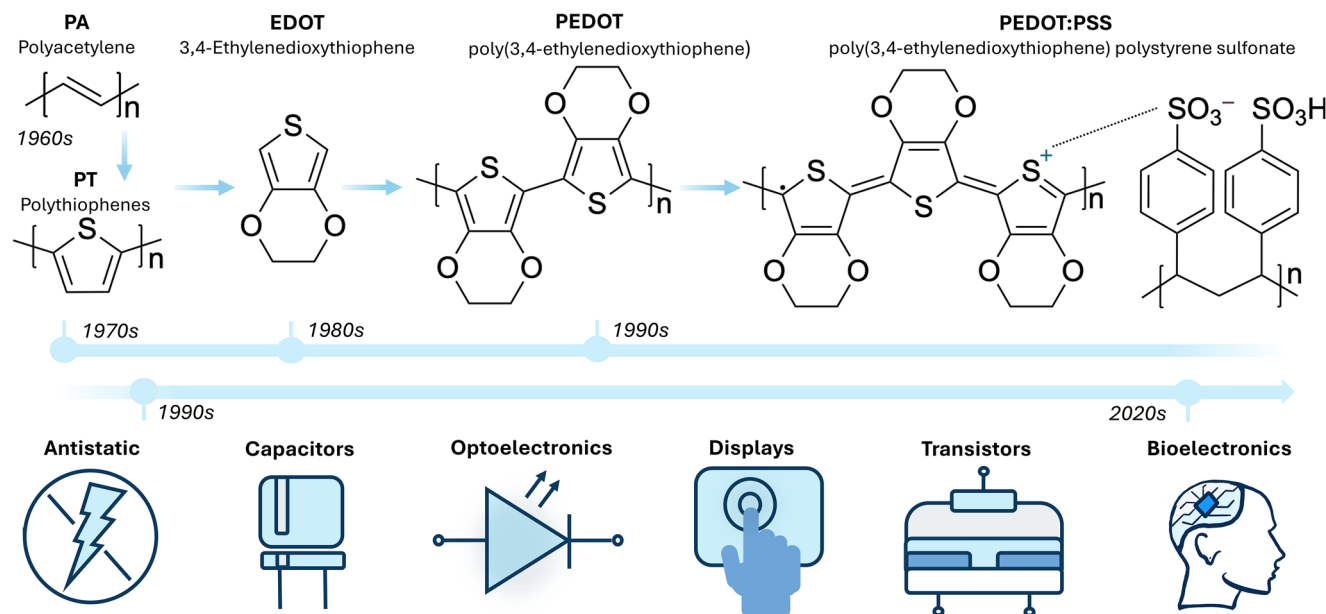 PA
Polyacetylene
[ ]n
1960s
PT
Polythiophenes
S
[ ]n
EDOT
3,4-Ethylenedioxythiophene
S
O O
PEDOT
poly(3,4-ethylenedioxythiophene)
O O
S
[ ]n
S
O O
PEDOT:PSS
poly(3,4-ethylenedioxythiophene) polystyrene sulfonate
O O
SO₃⁻ SO₃H
S S+
[ ]n
S
O O O O
[ ]n
1970s
1980s
1990s
1990s
2020s
Antistatic
Capacitors
Optoelectronics
Displays
Transistors
Bioelectronics